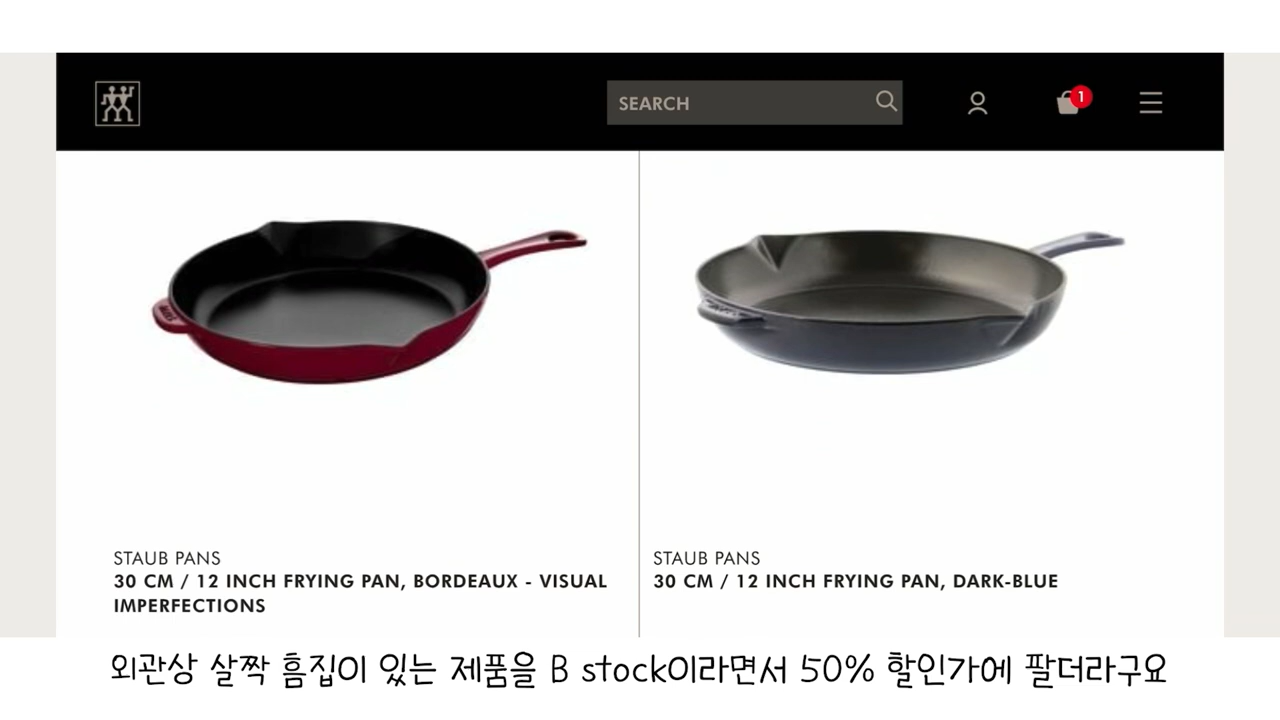 SEARCH
1
STAUB PANS
30 CM / 12 INCH FRYING PAN, BORDEAUX - VISUAL
IMPERFECTIONS
STAUB PANS
30 CM / 12 INCH FRYING PAN, DARK-BLUE
외관상 살짝 흠집이 있는 제품을 B stock이라면서 50% 할인가에 팔더라구요